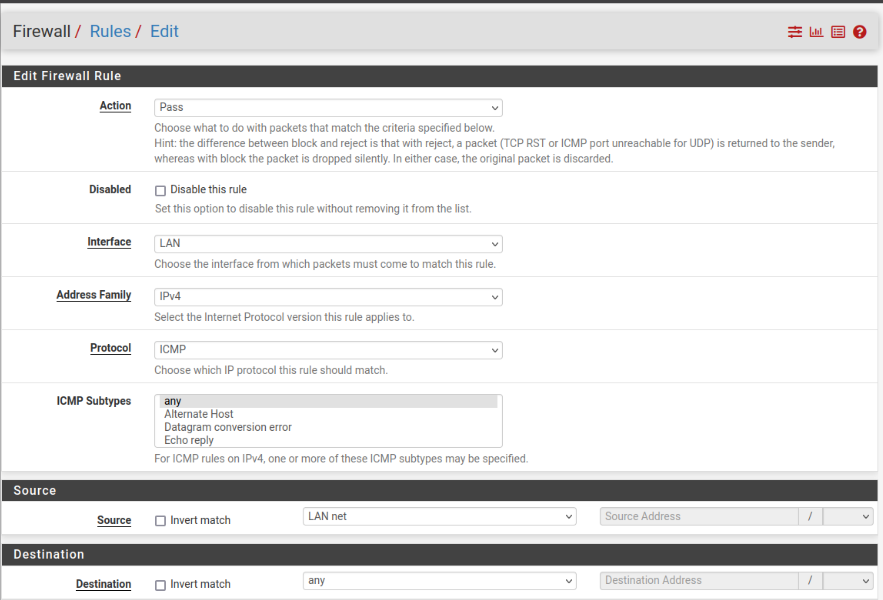 Firewall / Rules / Edit
Edit Firewall Rule
Action
Pass
Choose what to do with packets that match the criteria specified below.
Hint: the difference between block and reject is that with reject, a packet (TCP RST or ICMP port unreachable for UDP) is returned to the sender,
whereas with block the packet is dropped silently. In either case, the original packet is discarded.
Disabled
Disable this rule
Set this option to disable this rule without removing it from the list.
Interface
LAN
Choose the interface from which packets must come to match this rule.
Address Family
IPv4
Select the Internet Protocol version this rule applies to.
Protocol
ICMP
Choose which IP protocol this rule should match.
ICMP Subtypes
any
Alternate Host
Datagram conversion error
Echo reply
For ICMP rules on IPv4, one or more of these ICMP subtypes may be specified.
Source
Source
Invert match
LAN net
Source Address
/
Destination
Destination
Invert match
any
Destination Address
/